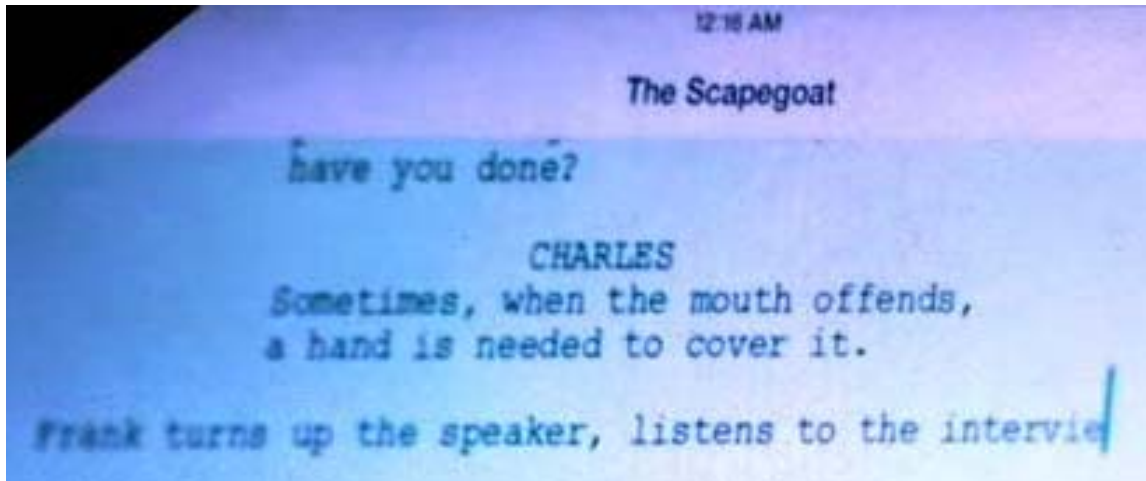 12:16 AM
The Scapegoat
have you done?
CHARLES
Sometimes, when the mouth offends,
a hand is needed to cover it.
Frank turns up the speaker, listens to the intervie